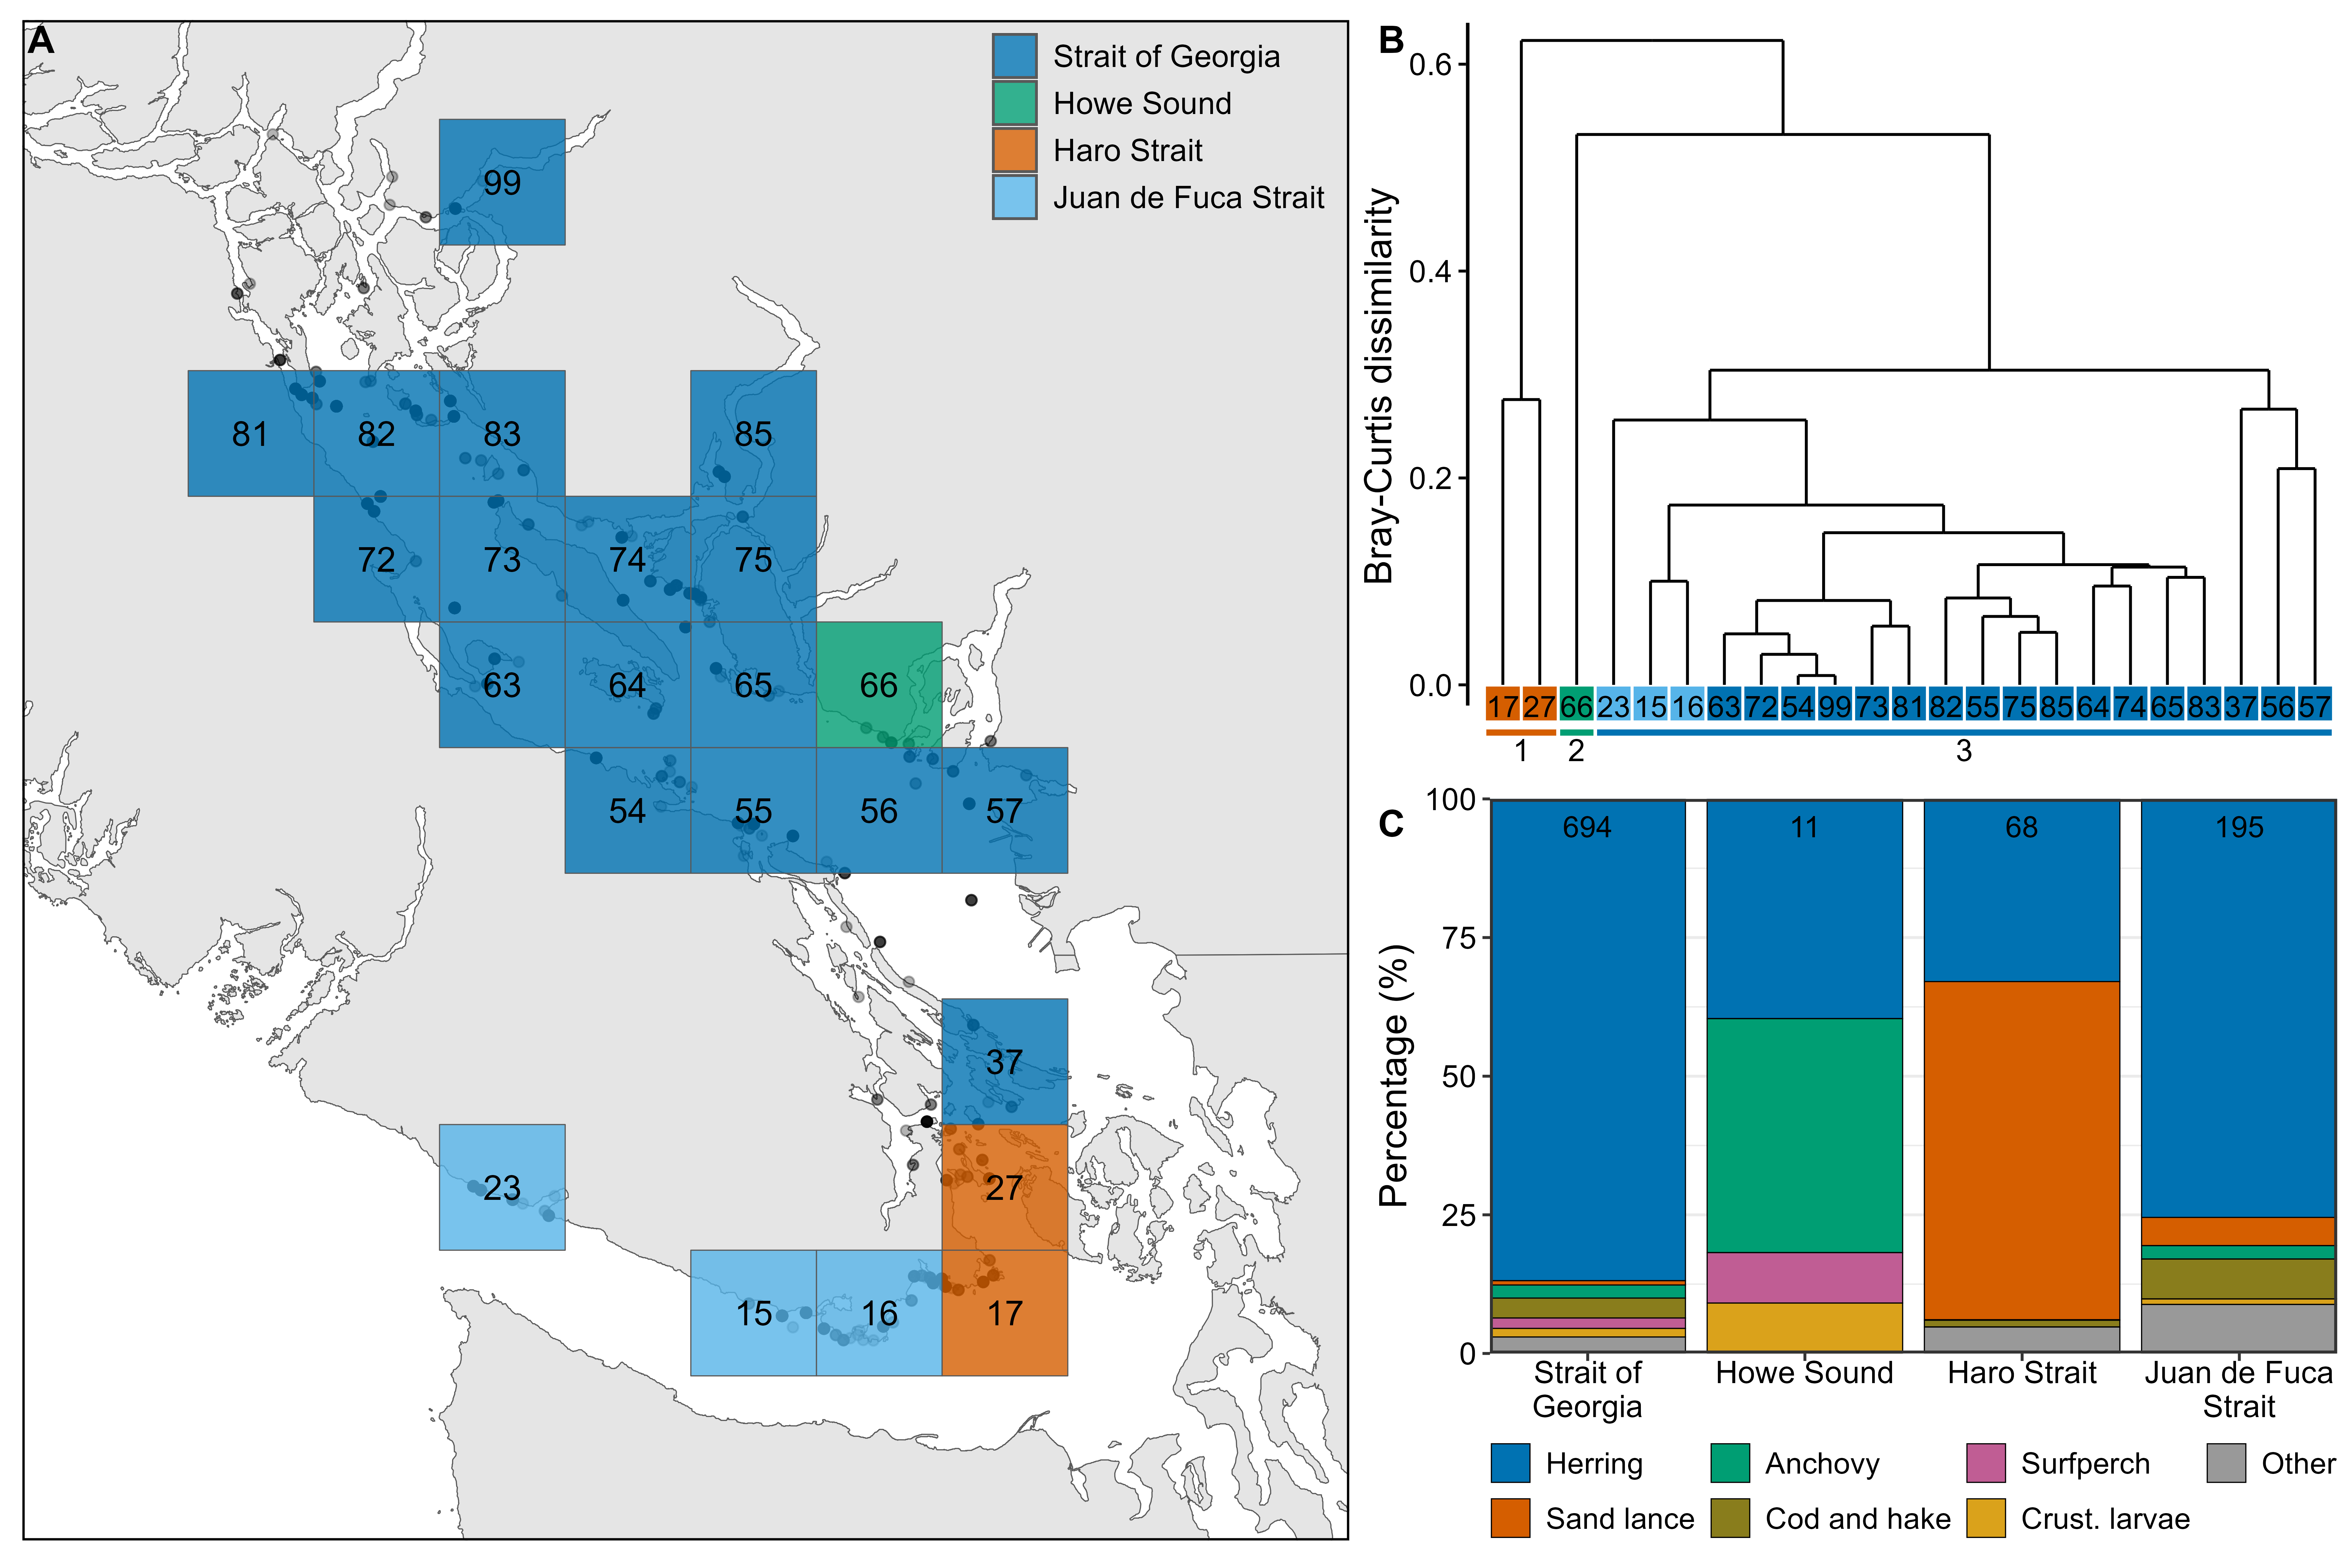 A
Strait of Georgia
Howe Sound
Haro Strait
Juan de Fuca Strait
99
81 82 83 85
72 73 74 75
63 64 65 66
54 55 56 57
37
23 27
15 16 17
B
Bray-Curtis dissimilarity
0.6
0.4
0.2
0.0
17 27 66 23 15 16 63 72 54 99 73 81 82 55 75 85 64 74 65 83 37 56 57
1 2 3
C
Percentage (%)
100
75
50
25
0
694 11 68 195
Strait of Georgia
Howe Sound
Haro Strait
Juan de Fuca Strait
Herring Anchovy Surfperch Other
Sand lance Cod and hake Crust. larvae